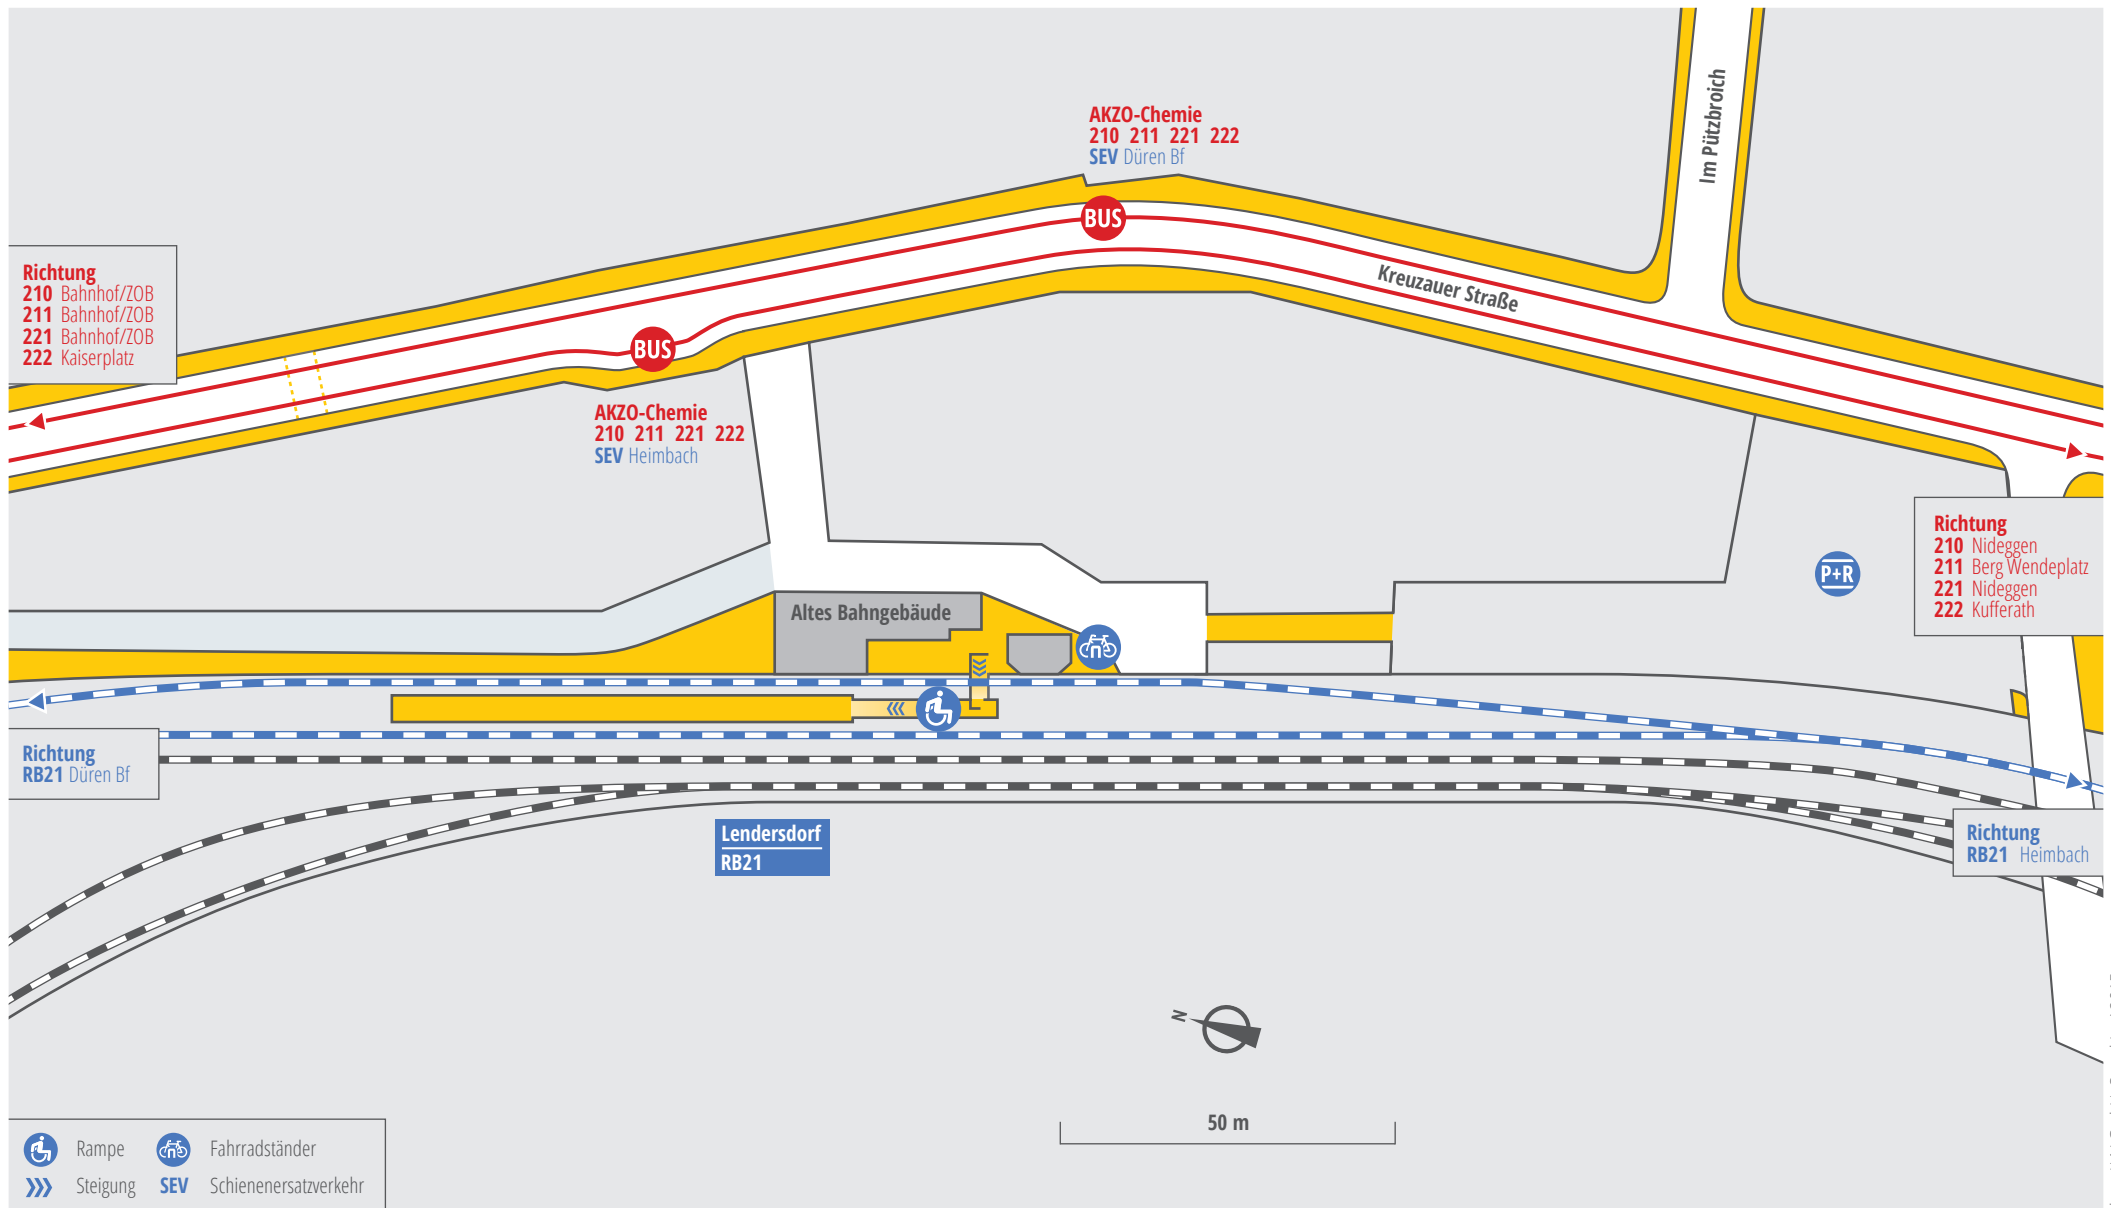 AKZO-Chemie
210 211 221 222
SEV Düren Bf
Im Pützbroich
BUS
Kreuzauer Straße
Richtung
210 Bahnhof/ZOB
211 Bahnhof/ZOB
221 Bahnhof/ZOB
222 Kaiserplatz
BUS
AKZO-Chemie
210 211 221 222
SEV Heimbach
Richtung
210 Nideggen
211 Berg Wendeplatz
221 Nideggen
222 Kufferath
P+R
Altes Bahngebäude
Richtung
RB21 Düren Bf
Lendersdorf
RB21
Richtung
RB21 Heimbach
N
50 m
Rampe
Fahrradständer
Steigung
SEV Schienenersatzverkehr